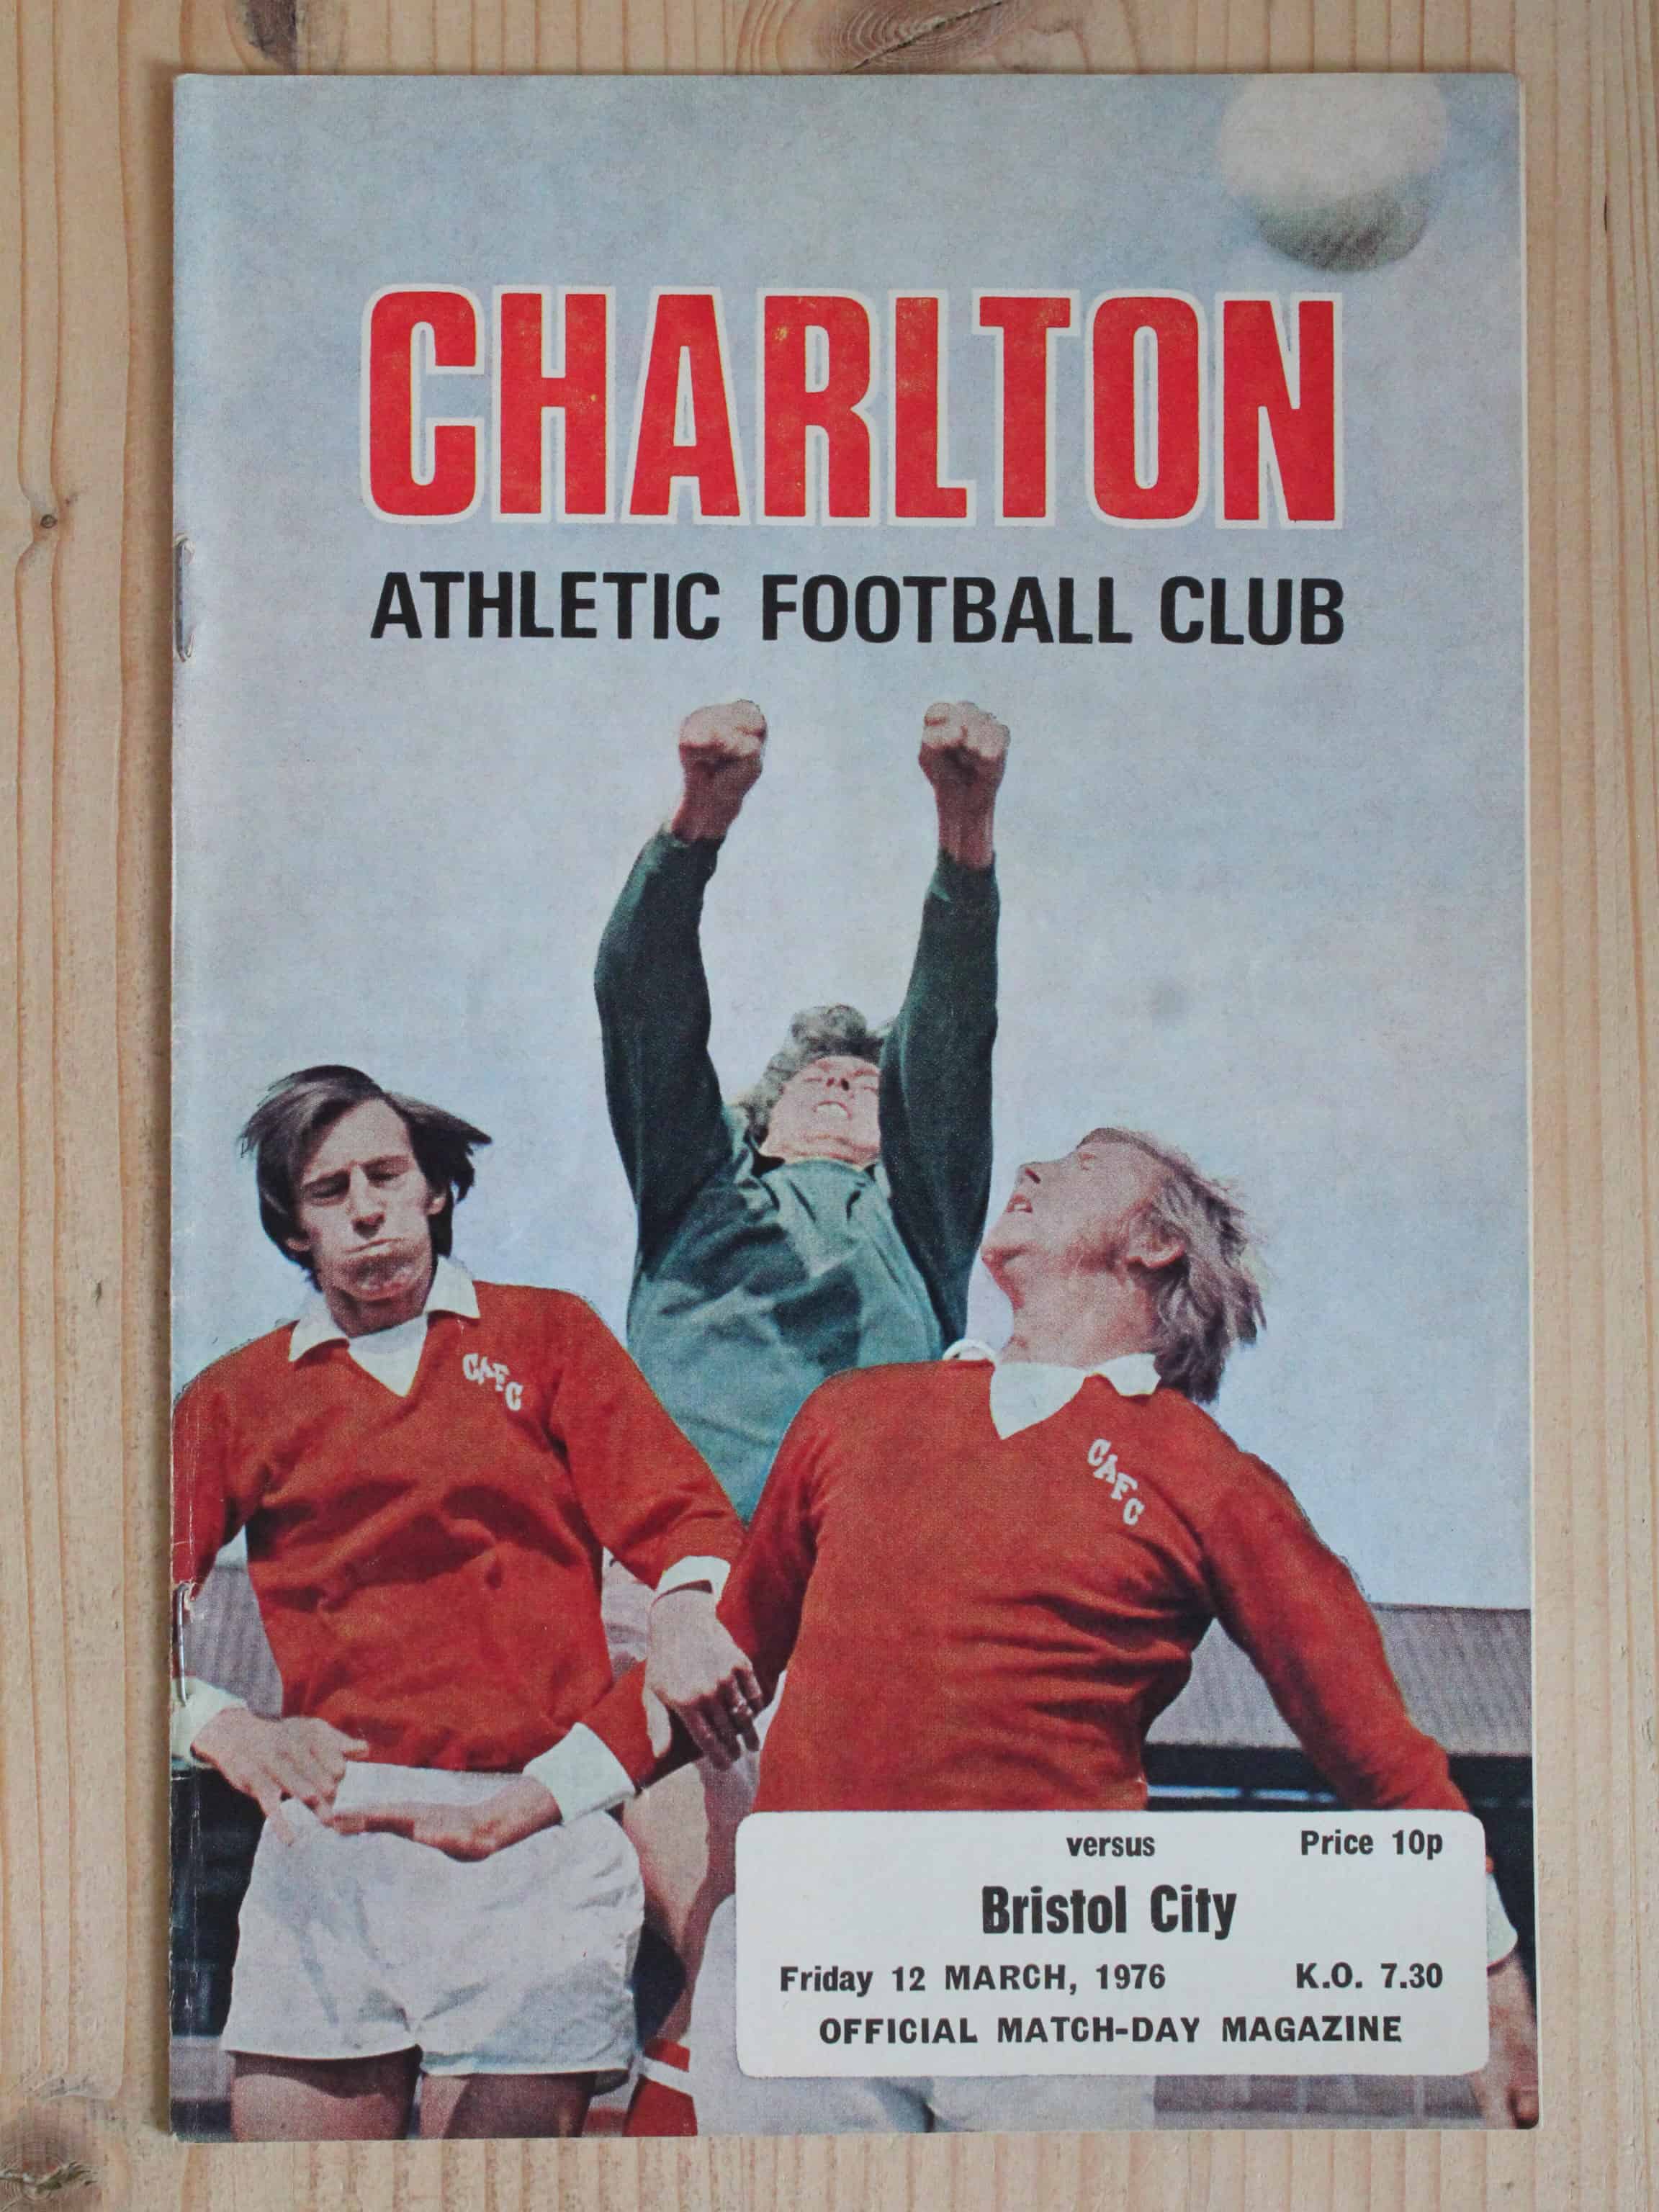 CHARLTON
ATHLETIC FOOTBALL CLUB
CAFC
CAFC
versus Price 10p
Bristol City
Friday 12 MARCH, 1976 K.O. 7.30
OFFICIAL MATCH-DAY MAGAZINE